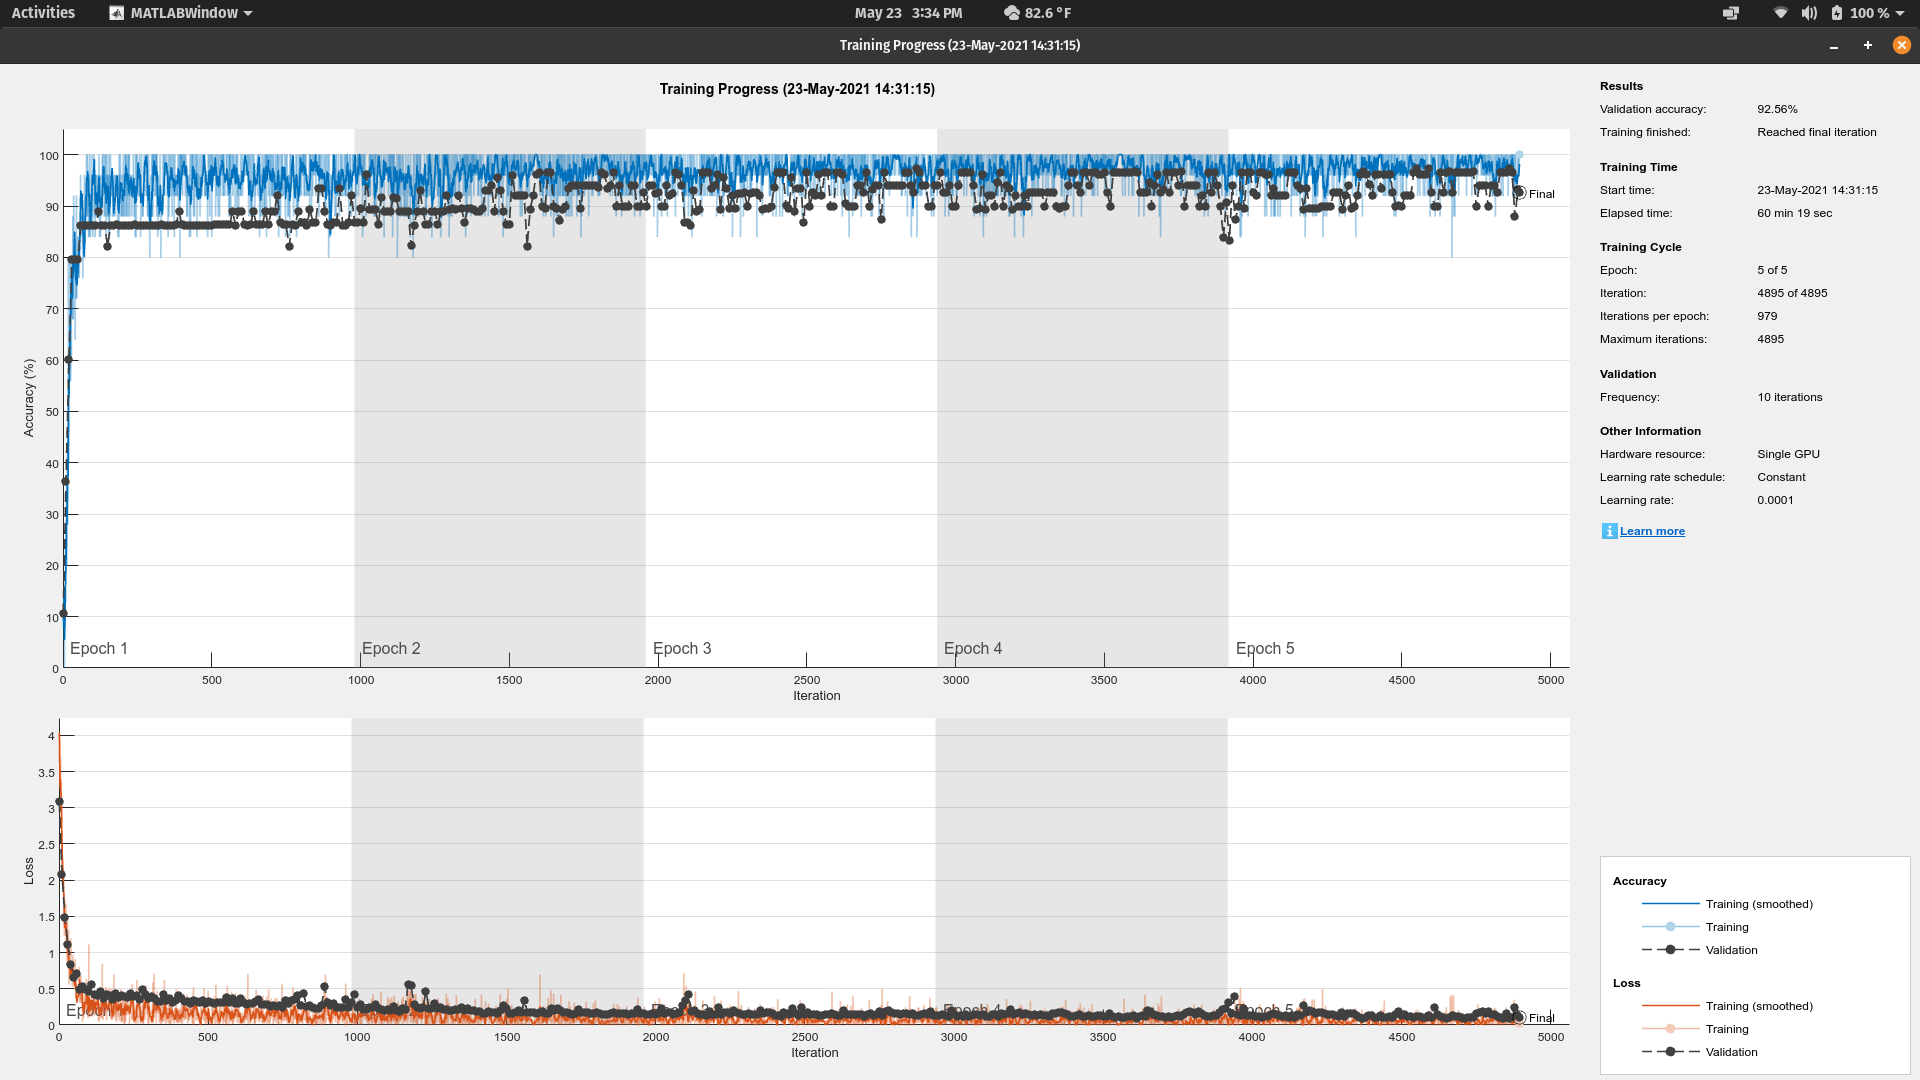 Activities MATLABWindow May 23 3:34 PM 82.6 °F 100 %
Training Progress (23-May-2021 14:31:15)
Training Progress (23-May-2021 14:31:15)
Accuracy (%)
100
90
80
70
60
50
40
30
20
10
0
Final
Epoch 1 Epoch 2 Epoch 3 Epoch 4 Epoch 5
0 500 1000 1500 2000 2500 3000 3500 4000 4500 5000
Iteration
Loss
4
3.5
3
2.5
2
1.5
1
0.5
0
Final
0 500 1000 1500 2000 2500 3000 3500 4000 4500 5000
Iteration
Results
Validation accuracy: 92.56%
Training finished: Reached final iteration
Training Time
Start time: 23-May-2021 14:31:15
Elapsed time: 60 min 19 sec
Training Cycle
Epoch: 5 of 5
Iteration: 4895 of 4895
Iterations per epoch: 979
Maximum iterations: 4895
Validation
Frequency: 10 iterations
Other Information
Hardware resource: Single GPU
Learning rate schedule: Constant
Learning rate: 0.0001
i Learn more
Accuracy
Training (smoothed)
Training
Validation
Loss
Training (smoothed)
Training
Validation